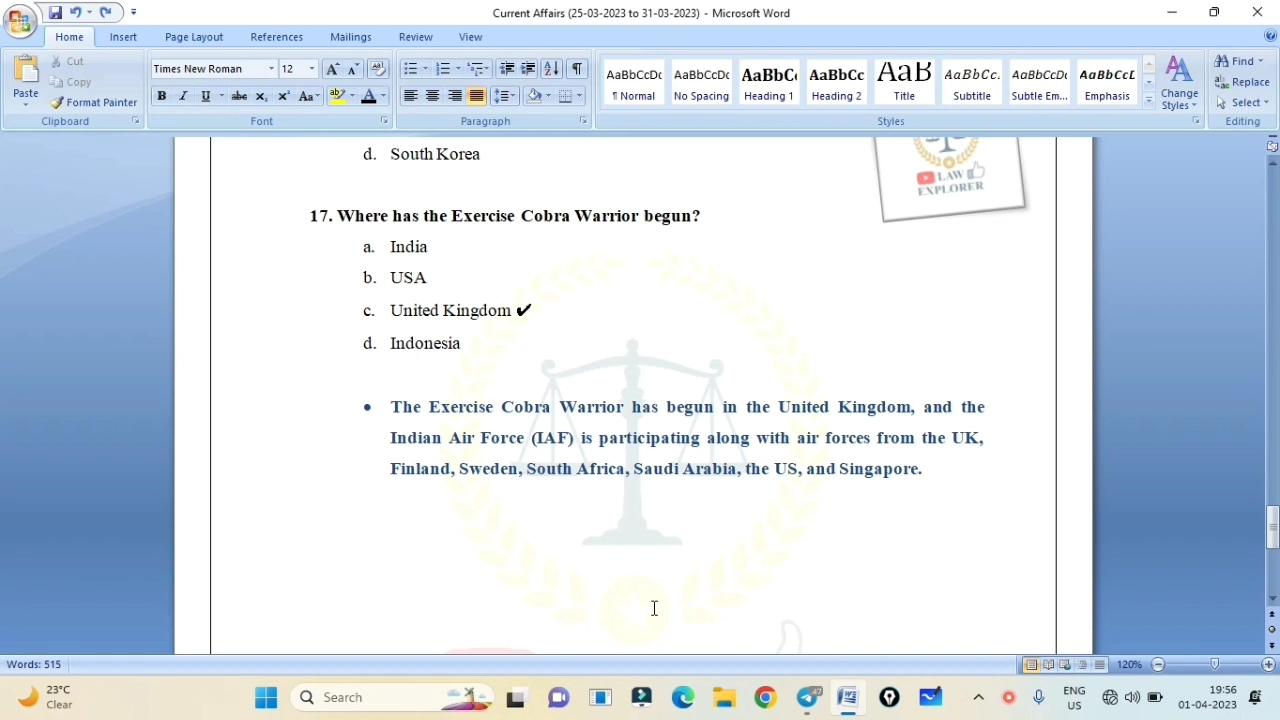 Current Affairs (25-03-2023 to 31-03-2023) - Microsoft Word
Home Insert Page Layout References Mailings Review View
Paste
Cut
Copy
Format Painter
Clipboard
Times New Roman 12
B I U abc x₂ x² Aa
Font
Paragraph
AaBbCcDc AaBbCcDc AaBbC AaBbCc AaB AaBbCc. AaBbCcDc AaBbCcL
¶ Normal No Spacing Heading 1 Heading 2 Title Subtitle Subtle Em... Emphasis
Change
Styles
Styles
Find
Replace
Select
Editing
d. South Korea
LAW
EXPLORER
17. Where has the Exercise Cobra Warrior begun?
a. India
b. USA
c. United Kingdom ✔
d. Indonesia
• The Exercise Cobra Warrior has begun in the United Kingdom, and the
Indian Air Force (IAF) is participating along with air forces from the UK,
Finland, Sweden, South Africa, Saudi Arabia, the US, and Singapore.
Words: 515
120%
23°C
Clear
Search
47
ENG
US
19:56
01-04-2023